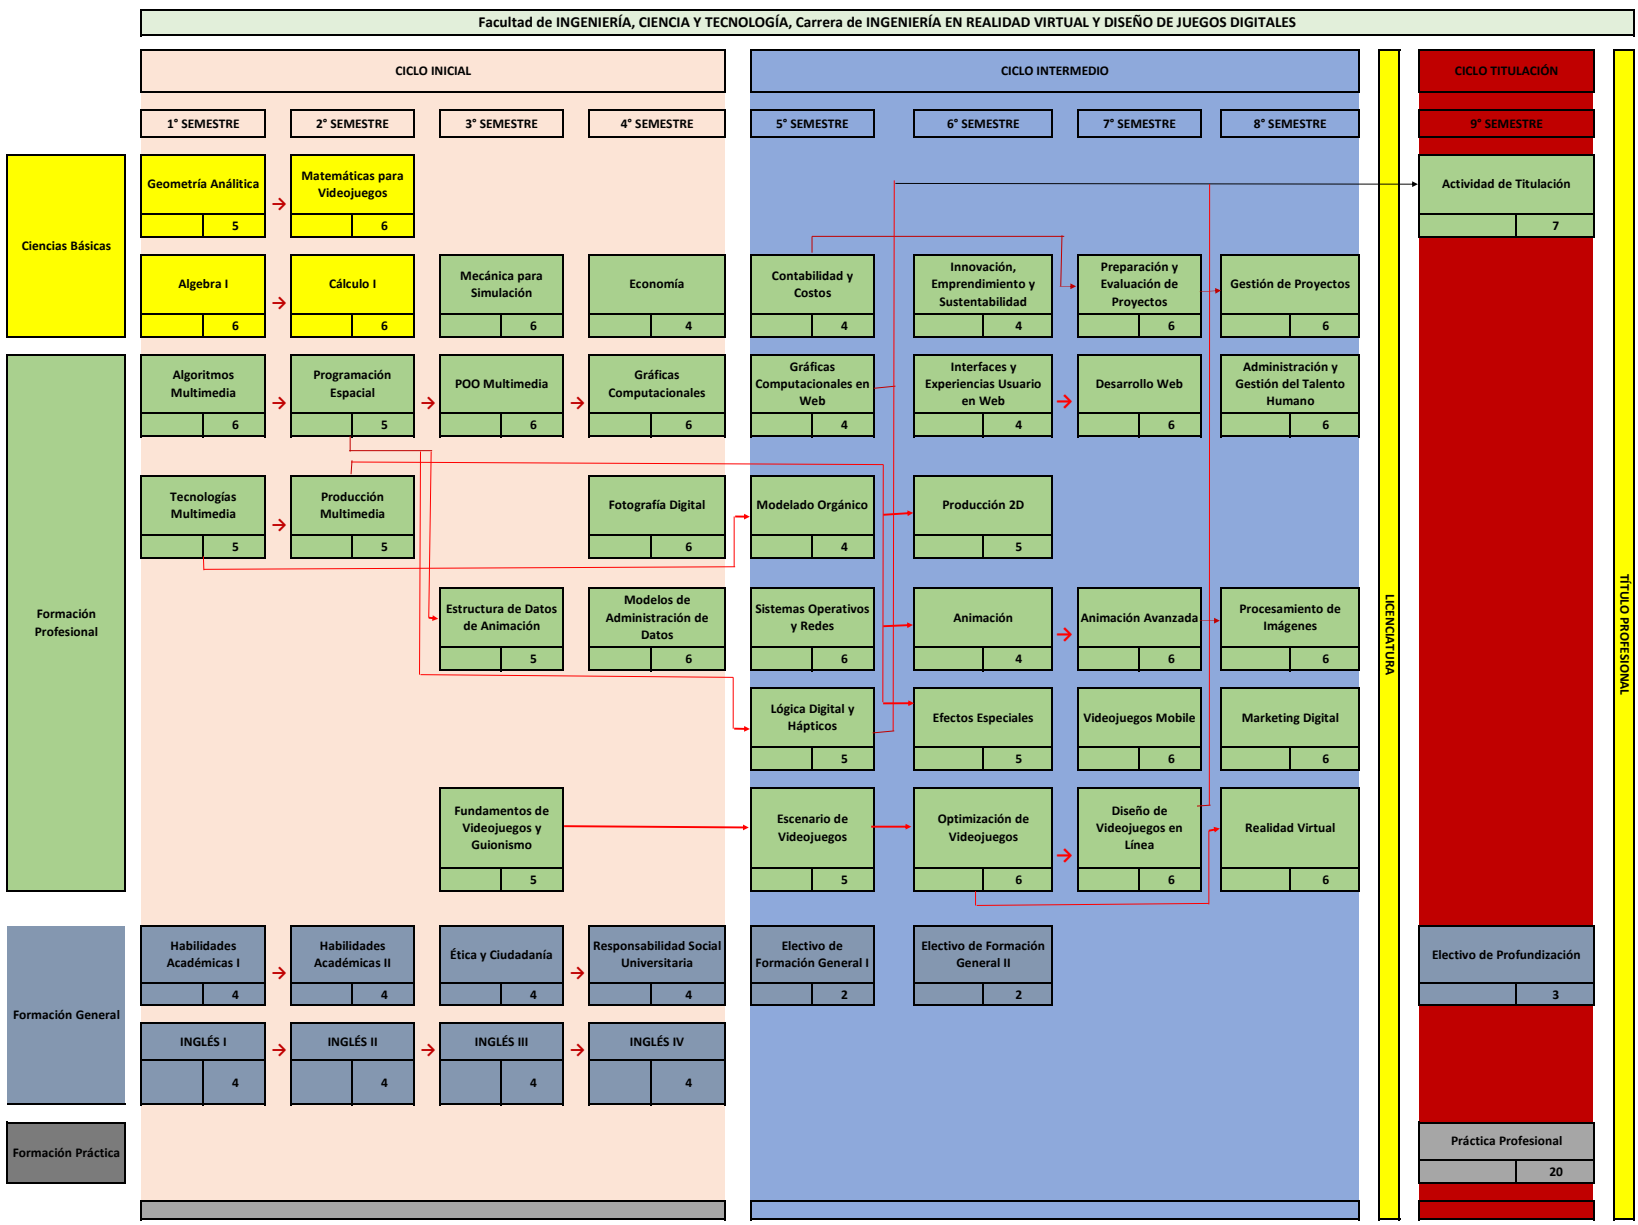 Facultad de INGENIERÍA, CIENCIA Y TECNOLOGÍA, Carrera de INGENIERÍA EN REALIDAD VIRTUAL Y DISEÑO DE JUEGOS DIGITALES
CICLO INICIAL
CICLO INTERMEDIO
CICLO TITULACIÓN
1° SEMESTRE
2° SEMESTRE
3° SEMESTRE
4° SEMESTRE
5° SEMESTRE
6° SEMESTRE
7° SEMESTRE
8° SEMESTRE
9° SEMESTRE
LICENCIATURA
TÍTULO PROFESIONAL
Ciencias Básicas
Geometría Análitica
5
Matemáticas para
Videojuegos
6
Actividad de Titulación
7
Algebra I
6
Cálculo I
6
Mecánica para
Simulación
6
Economía
4
Contabilidad y
Costos
4
Innovación,
Emprendimiento y
Sustentabilidad
4
Preparación y
Evaluación de
Proyectos
6
Gestión de Proyectos
6
Formación
Profesional
Algoritmos
Multimedia
6
Programación
Espacial
5
POO Multimedia
6
Gráficas
Computacionales
6
Gráficas
Computacionales en
Web
4
Interfaces y
Experiencias Usuario
en Web
4
Desarrollo Web
6
Administración y
Gestión del Talento
Humano
6
Tecnologías
Multimedia
5
Producción
Multimedia
5
Fotografía Digital
6
Modelado Orgánico
4
Producción 2D
5
Estructura de Datos
de Animación
5
Modelos de
Administración de
Datos
6
Sistemas Operativos
y Redes
6
Animación
4
Animación Avanzada
6
Procesamiento de
Imágenes
6
Lógica Digital y
Hápticos
5
Efectos Especiales
5
Videojuegos Mobile
6
Marketing Digital
6
Fundamentos de
Videojuegos y
Guionismo
5
Escenario de
Videojuegos
5
Optimización de
Videojuegos
6
Diseño de
Videojuegos en
Línea
6
Realidad Virtual
6
Formación General
Habilidades
Académicas I
4
Habilidades
Académicas II
4
Ética y Ciudadanía
4
Responsabilidad Social
Universitaria
4
Electivo de
Formación General I
2
Electivo de Formación
General II
2
Electivo de Profundización
3
INGLÉS I
4
INGLÉS II
4
INGLÉS III
4
INGLÉS IV
4
Formación Práctica
Práctica Profesional
20